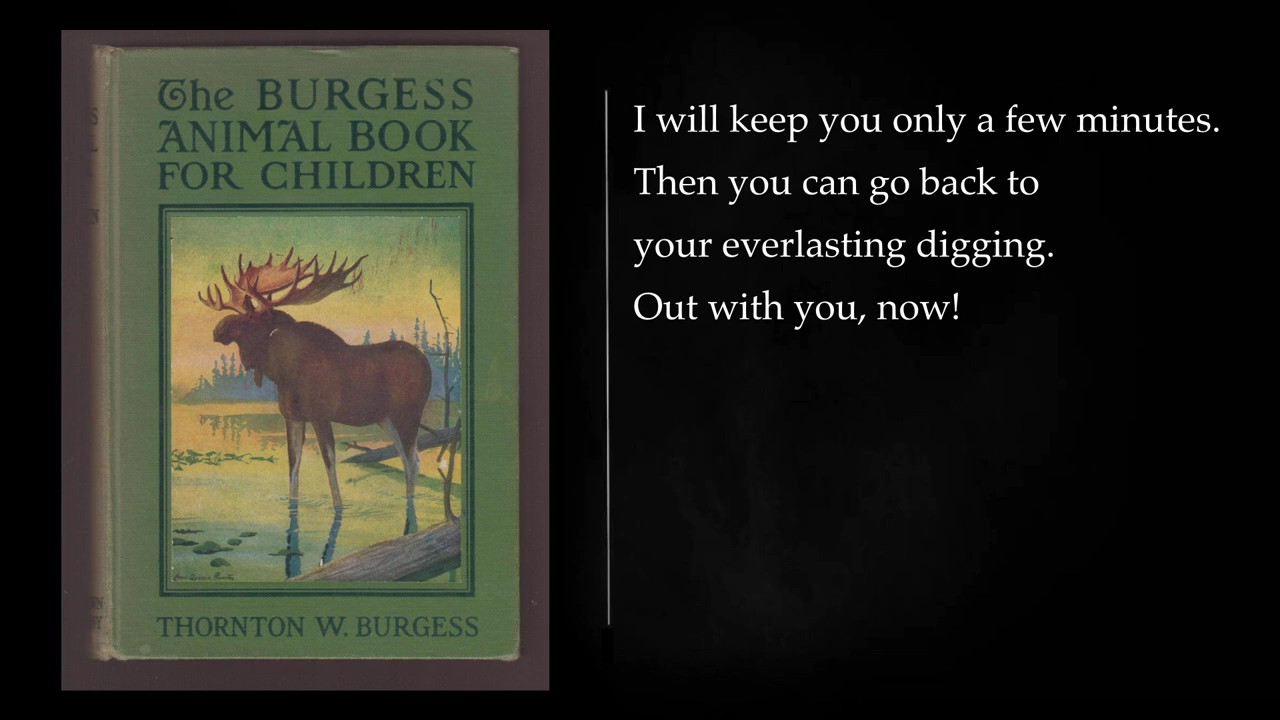 The BURGESS
ANIMAL BOOK
FOR CHILDREN
THORNTON W. BURGESS
I will keep you only a few minutes.
Then you can go back to
your everlasting digging.
Out with you, now!